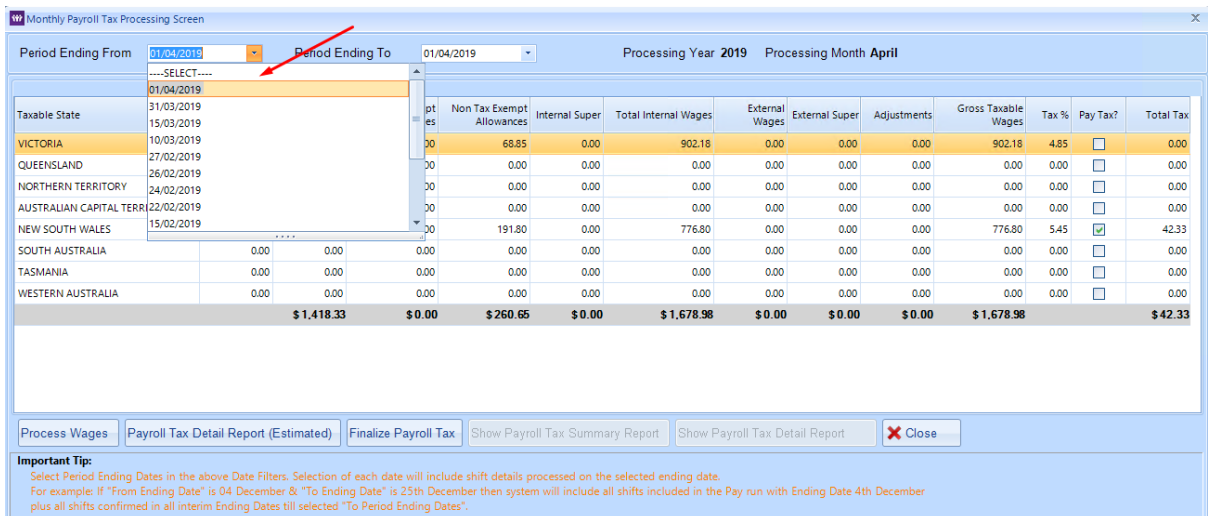 Monthly Payroll Tax Processing Screen
Period Ending From 01/04/2019 Period Ending To 01/04/2019 Processing Year 2019 Processing Month April
----SELECT----
01/04/2019
31/03/2019
15/03/2019
10/03/2019
27/02/2019
26/02/2019
24/02/2019
22/02/2019
15/02/2019
Taxable State pt es Non Tax Exempt Allowances Internal Super Total Internal Wages External Wages External Super Adjustments Gross Taxable Wages Tax % Pay Tax? Total Tax
VICTORIA 00 68.85 0.00 902.18 0.00 0.00 0.00 902.18 4.85 0.00
QUEENSLAND 00 0.00 0.00 0.00 0.00 0.00 0.00 0.00 0.00 0.00
NORTHERN TERRITORY 00 0.00 0.00 0.00 0.00 0.00 0.00 0.00 0.00 0.00
AUSTRALIAN CAPITAL TERRI 00 0.00 0.00 0.00 0.00 0.00 0.00 0.00 0.00 0.00
NEW SOUTH WALES 00 191.80 0.00 776.80 0.00 0.00 0.00 776.80 5.45 42.33
SOUTH AUSTRALIA 0.00 0.00 0.00 0.00 0.00 0.00 0.00 0.00 0.00 0.00 0.00 0.00
TASMANIA 0.00 0.00 0.00 0.00 0.00 0.00 0.00 0.00 0.00 0.00 0.00 0.00
WESTERN AUSTRALIA 0.00 0.00 0.00 0.00 0.00 0.00 0.00 0.00 0.00 0.00 0.00 0.00
$ 1,418.33 $ 0.00 $ 260.65 $ 0.00 $ 1,678.98 $ 0.00 $ 0.00 $ 0.00 $ 1,678.98 $ 42.33
Process Wages Payroll Tax Detail Report (Estimated) Finalize Payroll Tax Show Payroll Tax Summary Report Show Payroll Tax Detail Report Close
Important Tip:
Select Period Ending Dates in the above Date Filters. Selection of each date will include shift details processed on the selected ending date.
For example: If "From Ending Date" is 04 December & "To Ending Date" is 25th December then system will include all shifts included in the Pay run with Ending Date 4th December
plus all shifts confirmed in all interim Ending Dates till selected "To Period Ending Dates".